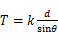 T = k d/sinθ